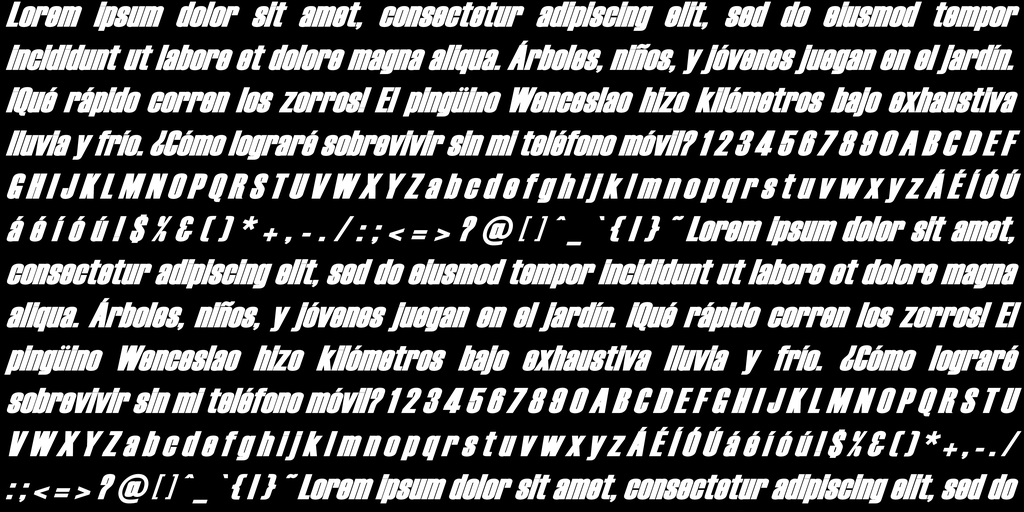 Lorem ipsum dolor sit amet, consectetur adipiscing elit, sed do eiusmod tempor
incididunt ut labore et dolore magna aliqua. Árboles, niños, y jóvenes juegan en el jardín.
¡Qué rápido corren los zorros! El pingüino Wenceslao hizo kilómetros bajo exhaustiva
lluvia y frío. ¿Cómo lograré sobrevivir sin mi teléfono móvil? 1 2 3 4 5 6 7 8 9 0 A B C D E F
G H I J K L M N O P Q R S T U V W X Y Z a b c d e f g h i j k l m n o p q r s t u v w x y z Á É Í Ó Ú
á é í ó ú ! $ % & ( ) * + , - . / : ; < = > ? @ [ ] ^ _ ` { | } ~ Lorem ipsum dolor sit amet,
consectetur adipiscing elit, sed do eiusmod tempor incididunt ut labore et dolore magna
aliqua. Árboles, niños, y jóvenes juegan en el jardín. ¡Qué rápido corren los zorros! El
pingüino Wenceslao hizo kilómetros bajo exhaustiva lluvia y frío. ¿Cómo lograré
sobrevivir sin mi teléfono móvil? 1 2 3 4 5 6 7 8 9 0 A B C D E F G H I J K L M N O P Q R S T U
V W X Y Z a b c d e f g h i j k l m n o p q r s t u v w x y z Á É Í Ó Ú á é í ó ú ! $ % & ( ) * + , - . /
: ; < = > ? @ [ ] ^ _ ` { | } ~ Lorem ipsum dolor sit amet, consectetur adipiscing elit, sed do